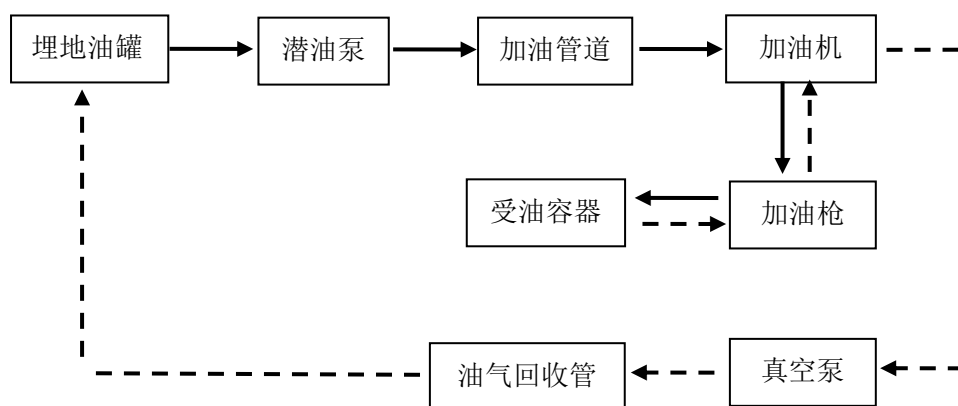 埋地油罐
潜油泵
加油管道
加油机
受油容器
加油枪
油气回收管
真空泵